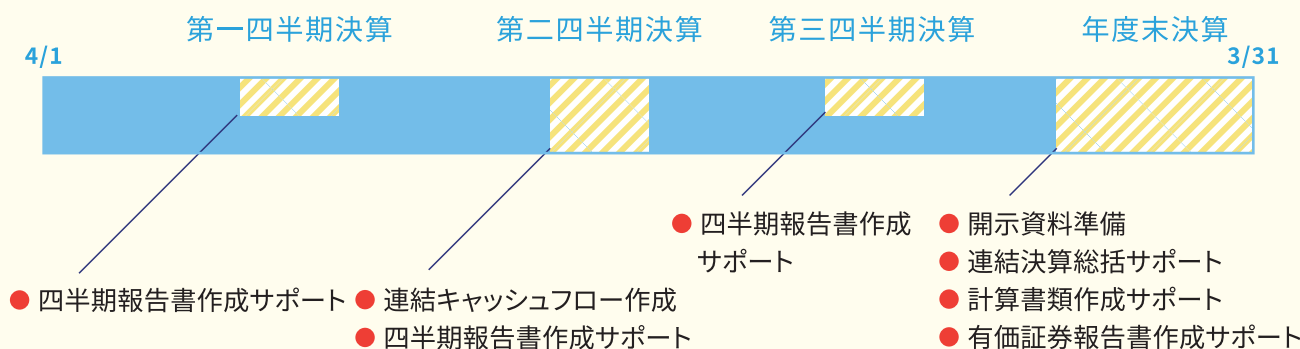 第一四半期決算
第二四半期決算
第三四半期決算
年度末決算
4/1
3/31
四半期報告書作成サポート
連結キャッシュフロー作成
四半期報告書作成サポート
四半期報告書作成
サポート
開示資料準備
連結決算総括サポート
計算書類作成サポート
有価証券報告書作成サポート